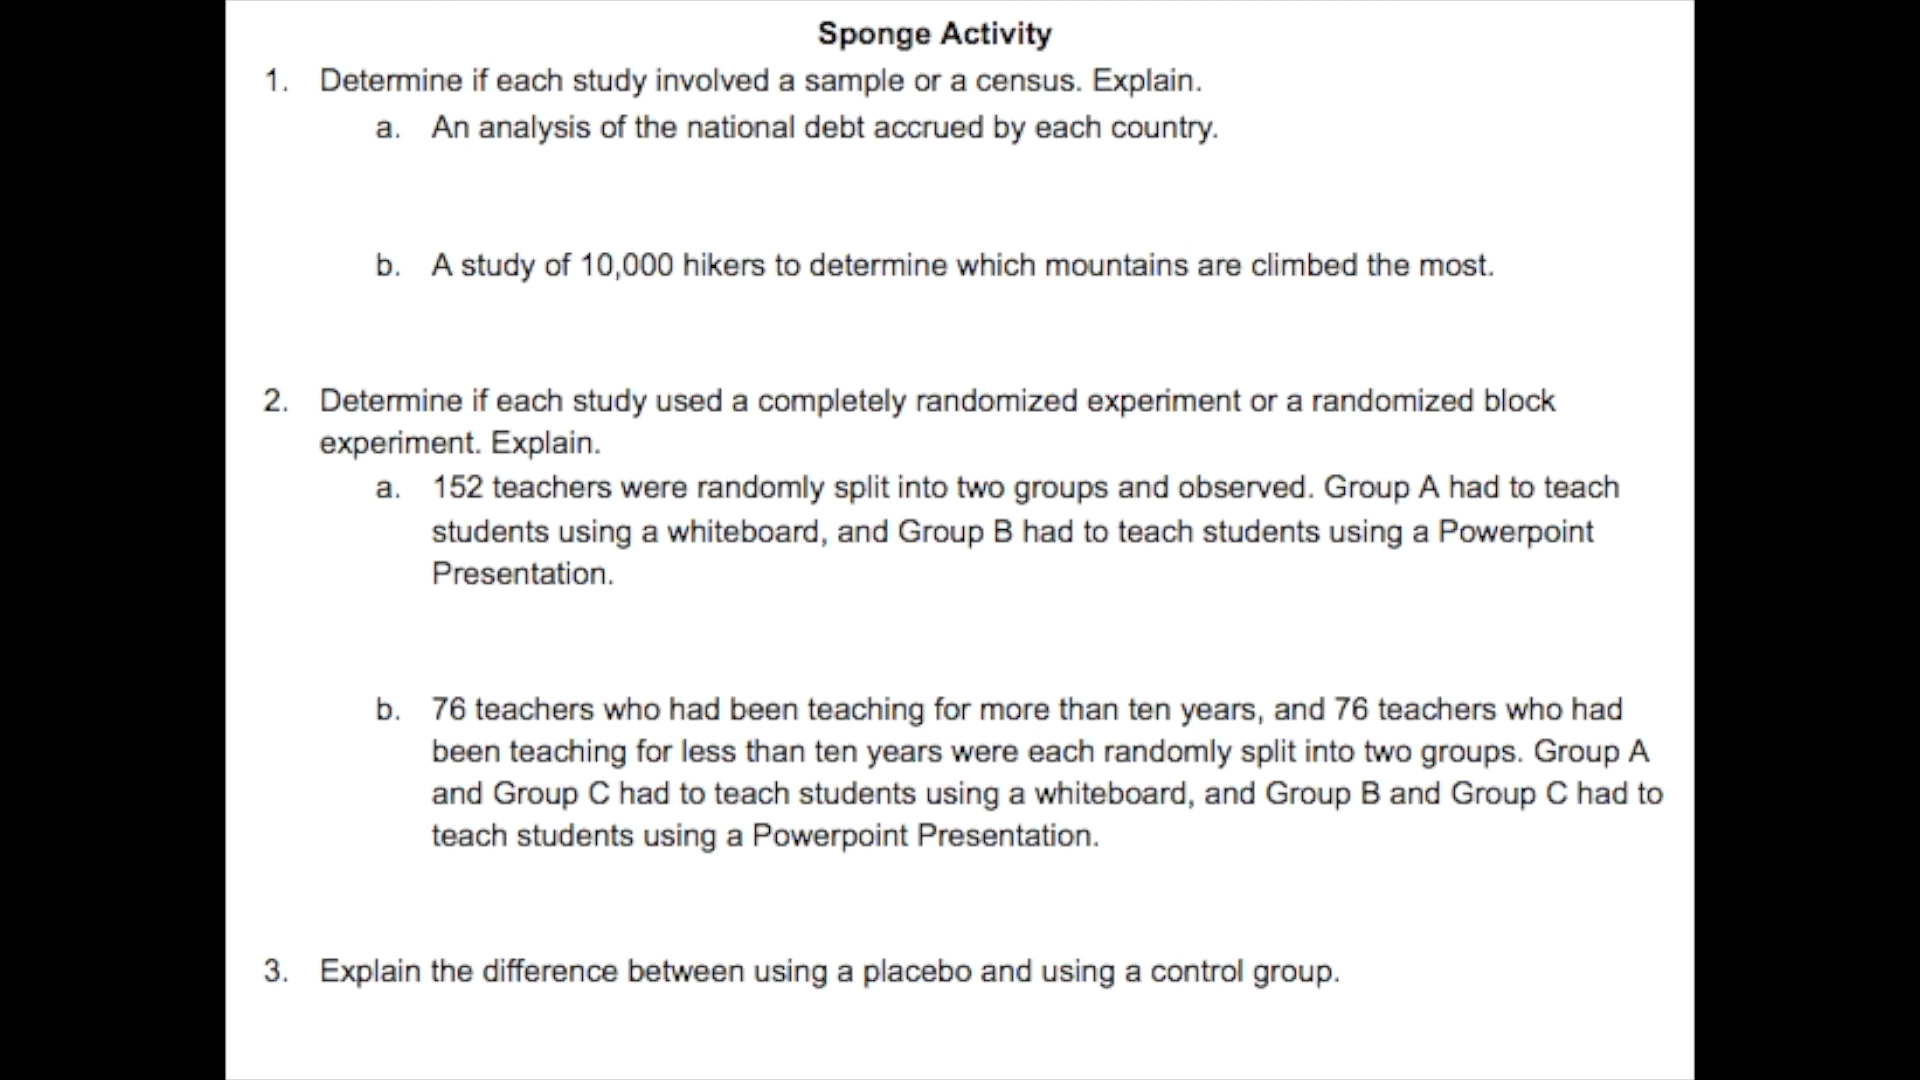 Sponge Activity
1. Determine if each study involved a sample or a census. Explain.
a. An analysis of the national debt accrued by each country.
b. A study of 10,000 hikers to determine which mountains are climbed the most.
2. Determine if each study used a completely randomized experiment or a randomized block
experiment. Explain.
a. 152 teachers were randomly split into two groups and observed. Group A had to teach
students using a whiteboard, and Group B had to teach students using a Powerpoint
Presentation.
b. 76 teachers who had been teaching for more than ten years, and 76 teachers who had
been teaching for less than ten years were each randomly split into two groups. Group A
and Group C had to teach students using a whiteboard, and Group B and Group C had to
teach students using a Powerpoint Presentation.
3. Explain the difference between using a placebo and using a control group.